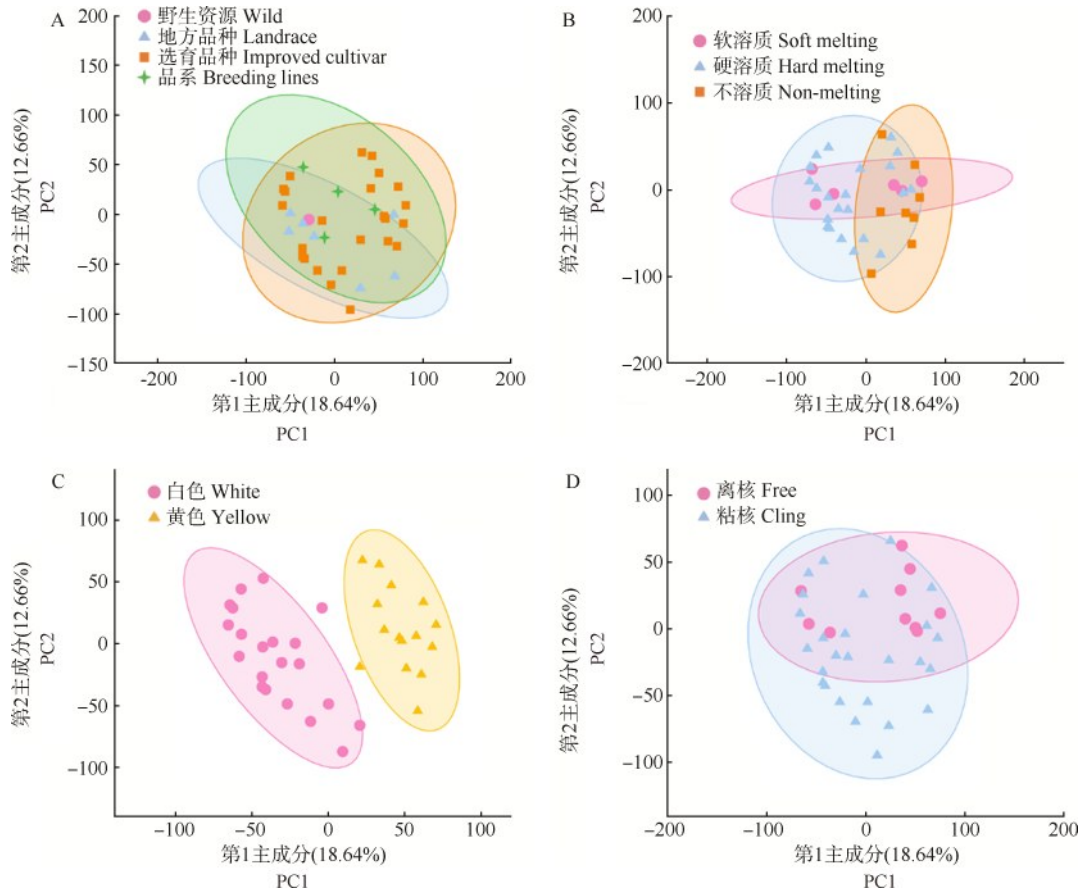 A
野生资源 Wild
地方品种 Landrace
选育品种 Improved cultivar
品系 Breeding lines
200
150
100
50
0
−50
−100
−150
-200
-100
0
100
200
第2主成分(12.66%)
PC2
第1主成分(18.64%)
PC1
B
软溶质 Soft melting
硬溶质 Hard melting
不溶质 Non-melting
200
100
0
−100
−200
−200
−100
0
100
200
第2主成分(12.66%)
PC2
第1主成分(18.64%)
PC1
C
白色 White
黄色 Yellow
100
50
0
−50
−100
−100
−50
0
50
100
第2主成分(12.66%)
PC2
第1主成分(18.64%)
PC1
D
离核 Free
粘核 Cling
100
50
0
−50
−100
−200
−100
0
100
200
第2主成分(12.66%)
PC2
第1主成分(18.64%)
PC1